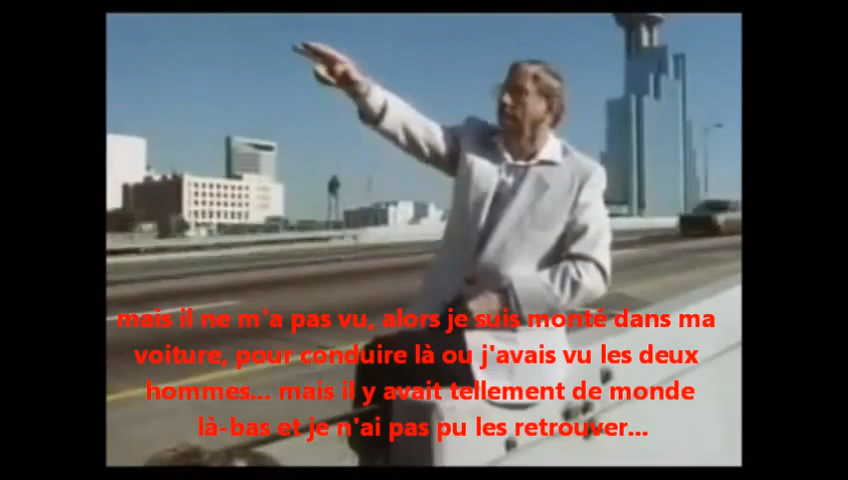 mais il ne m'a pas vu, alors je suis monté dans ma
voiture, pour conduire là ou j'avais vu les deux
hommes... mais il y avait tellement de monde
là-bas et je n'ai pas pu les retrouver...